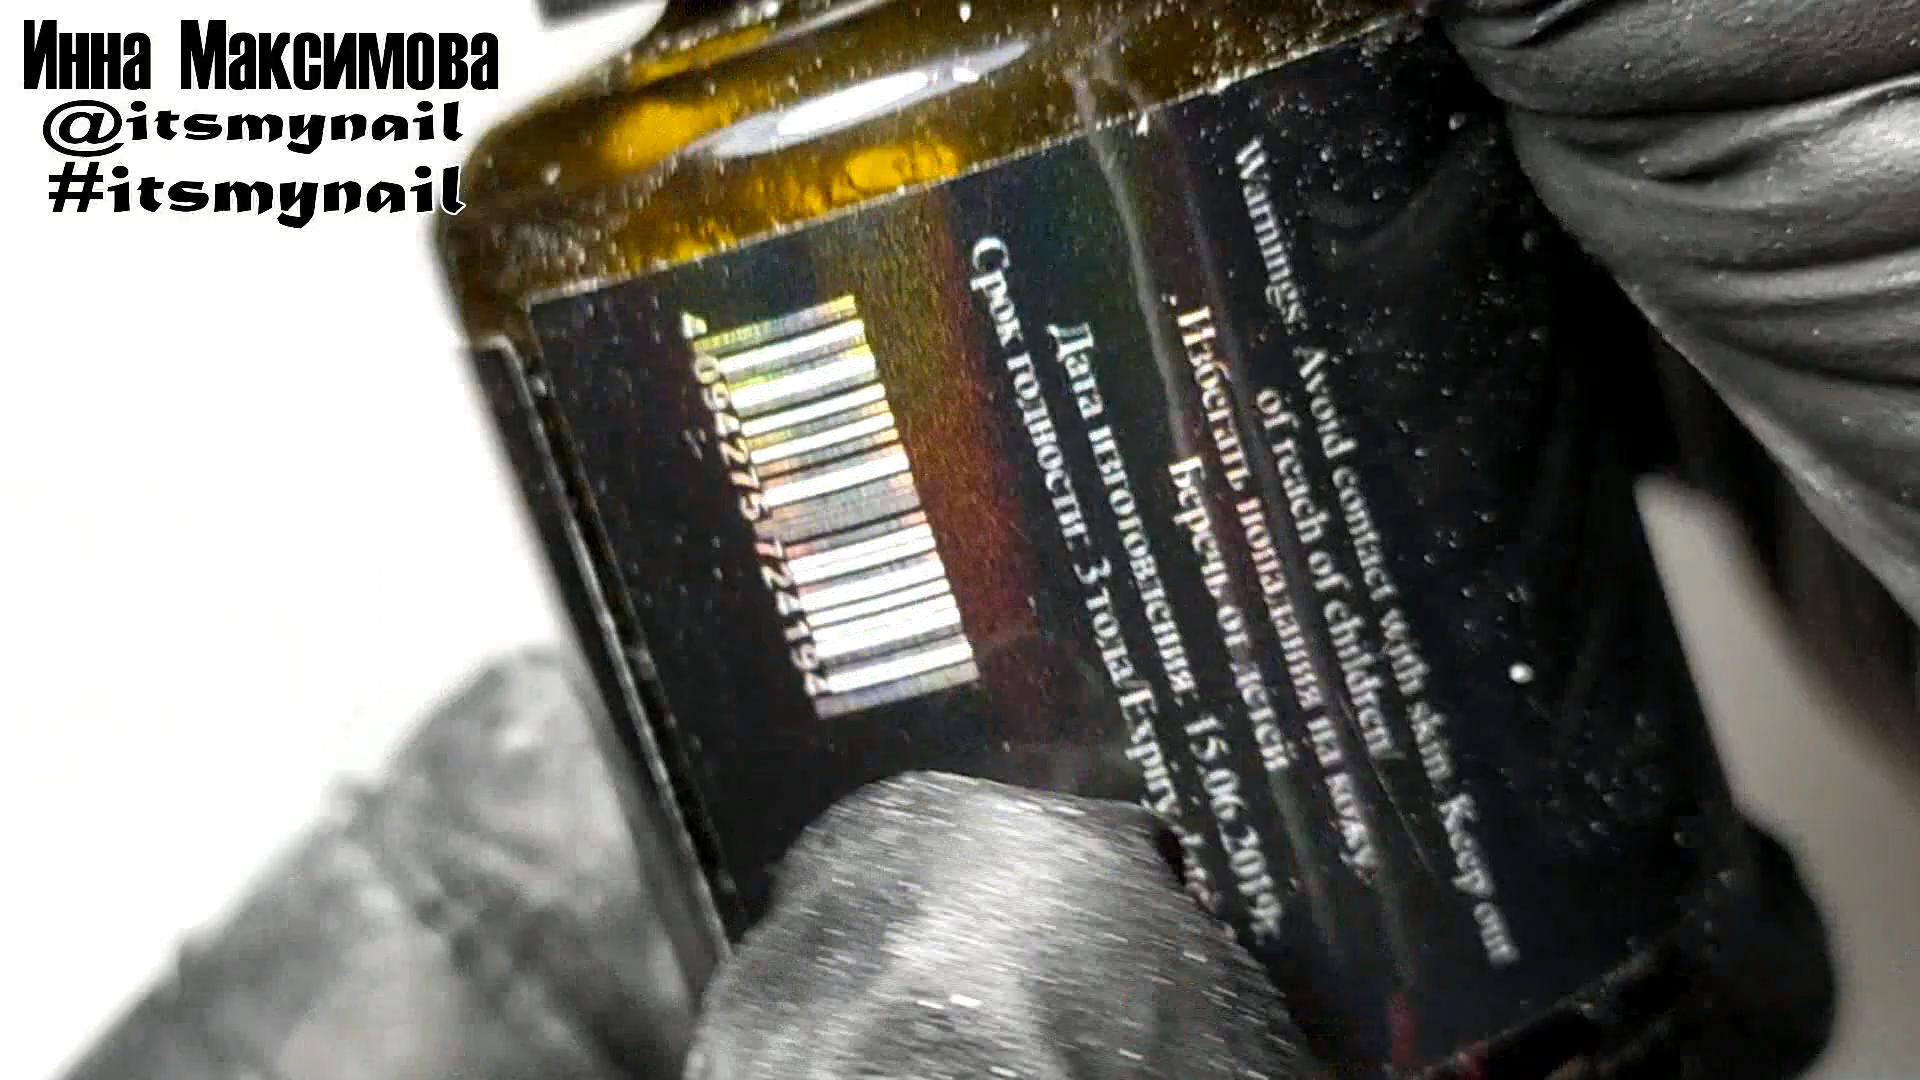 Инна Максимова
@itsmynail
#itsmynail
Warnings: Avoid contact with skin. Keep out
of reach of children/
Избегать попадания на кожу.
Беречь от детей
Дата изготовления: 15.06.2019г.
Срок годности: 3 года/Expiry